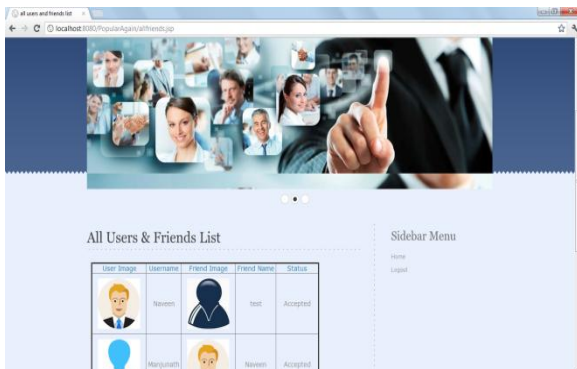 all users and friends list
localhost:8080/PopularAgain/allfriends.jsp
All Users & Friends List
User Image Username Friend Image Friend Name Status
Naveen test Accepted
Manjunath Naveen Accepted
Sidebar Menu
Home
Logout